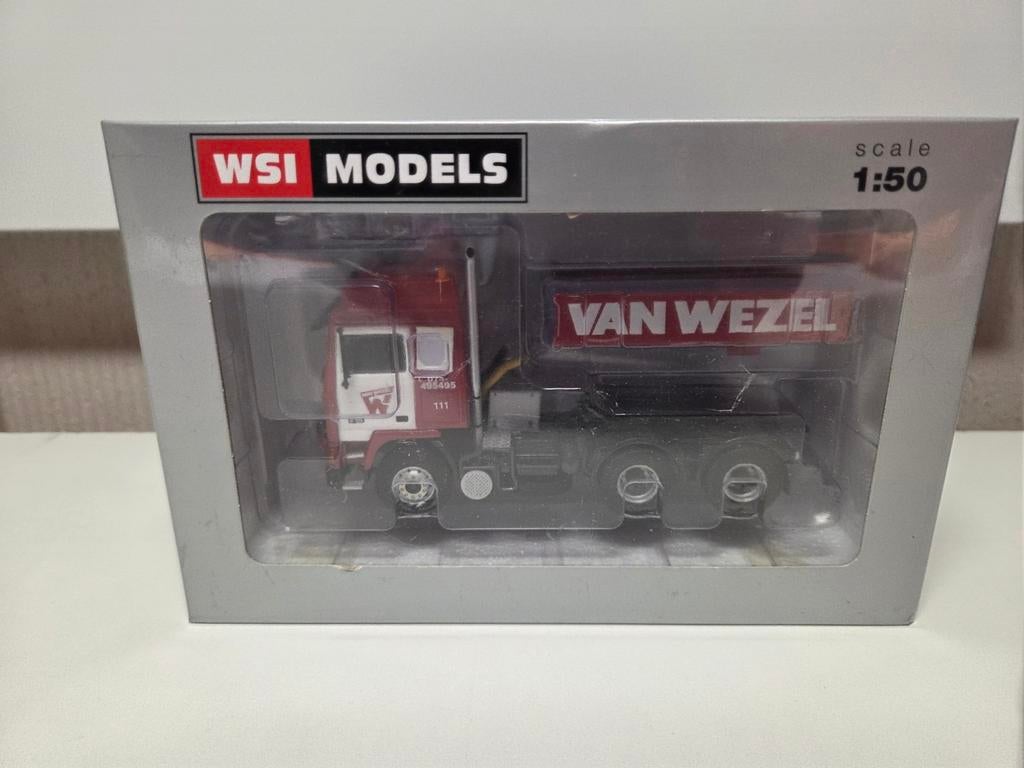 WSI MODELS
scale
1:50
VAN WEZEL
495495
111